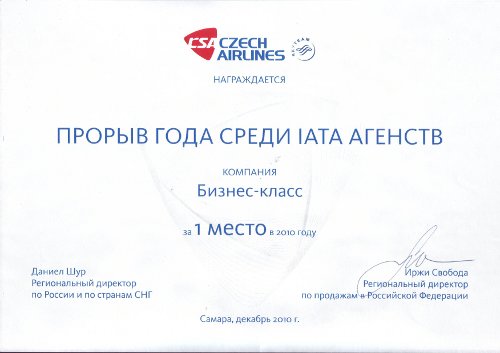 CSA CZECH
AIRLINES
SKYTEAM
НАГРАЖДАЕТСЯ
ПРОРЫВ ГОДА СРЕДИ IATA АГЕНСТВ
КОМПАНИЯ
Бизнес-класс
за 1 место в 2010 году
Даниел Шур
Региональный директор
по России и по странам СНГ
Иржи Свобода
Региональный директор
по продажам в Российской Федерации
Самара, декабрь 2010 г.